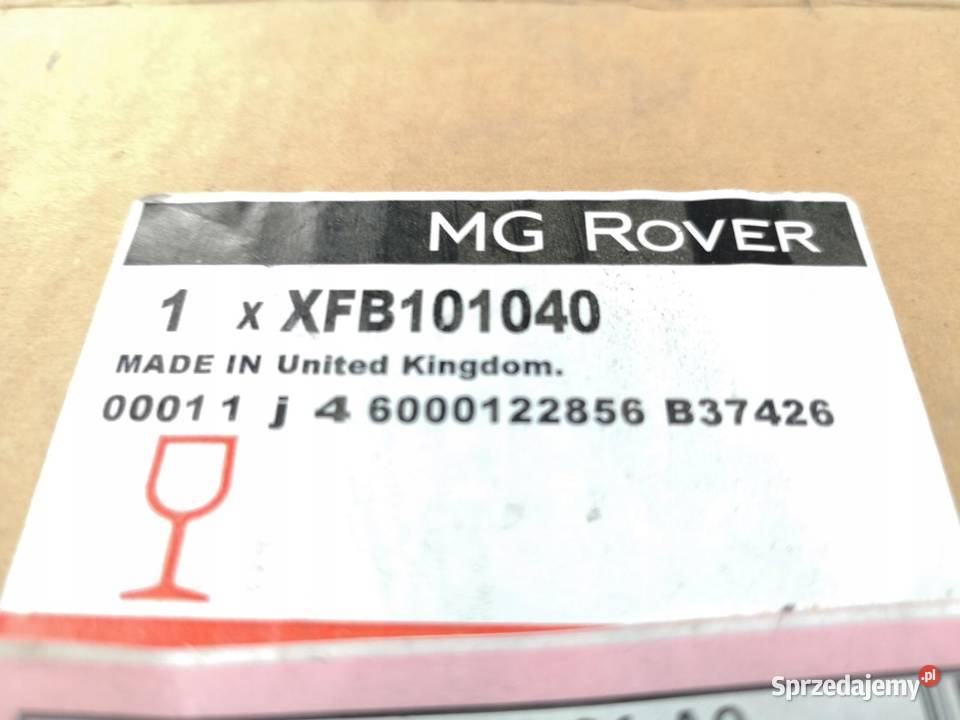 MG ROVER
1 x XFB101040
MADE IN United Kingdom.
00011 j 4 6000122856 B37426
Sprzedajemy.pl